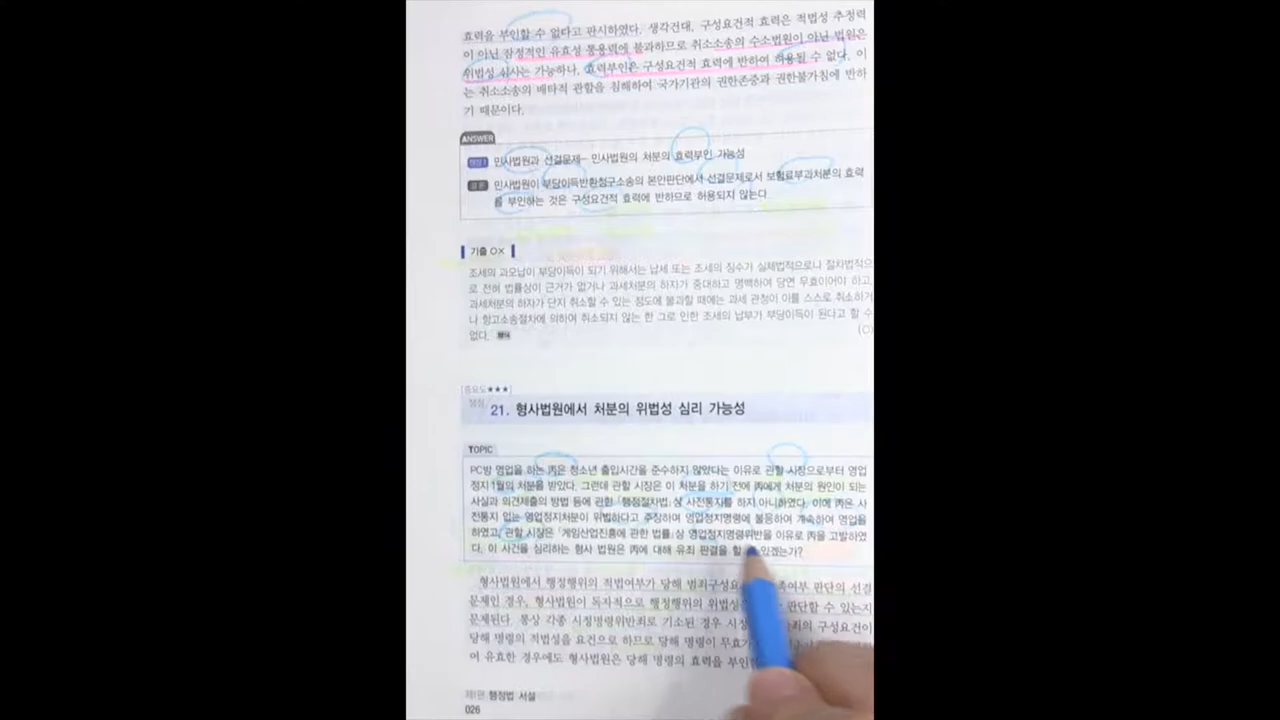 효력을 부인할 수 없다고 판시하였다. 생각건대, 구성요건적 효력은 적법성 추정력
이 아닌 잠정적인 유효성 통용력에 불과하므로 취소소송의 수소법원이 아닌 법원은
위법성 심사는 가능하나, 효력부인은 구성요건적 효력에 반하여 허용될 수 없다. 이
는 취소소송의 배타적 관할을 침해하여 국가기관의 권한존중과 권한불가침에 반하
기 때문이다.
ANSWER
쟁점 1 민사법원과 선결문제- 민사법원의 처분의 효력부인 가능성
결 론 민사법원이 부당이득반환청구소송의 본안판단에서 선결문제로서 보험료부과처분의 효력
를 부인하는 것은 구성요건적 효력에 반하므로 허용되지 않는다
기출 O×
조세의 과오납이 부당이득이 되기 위해서는 납세 또는 조세의 징수가 실체법적으로나 절차법적으
로 전혀 법률상이 근거가 없거나 과세처분의 하자가 중대하고 명백하여 당연 무효이어야 하고,
과세처분의 하자가 단지 취소할 수 있는 정도에 불과할 때에는 과세 관청이 이를 스스로 취소하거
나 항고소송절차에 의하여 취소되지 않는 한 그로 인한 조세의 납부가 부당이득이 된다고 할 수
없다. (O)
[중요도★★★]
쟁점 21. 형사법원에서 처분의 위법성 심리 가능성
TOPIC
PC방 영업을 하는 丙은 청소년 출입시간을 준수하지 않았다는 이유로 관할 시장으로부터 영업
정지 1월의 처분을 받았다. 그런데 관할 시장은 이 처분을 하기 전에 丙에게 처분의 원인이 되는
사실과 의견제출의 방법 등에 관한 「행정절차법」상 사전통지를 하지 아니하였다. 이에 丙은 사
전통지 없는 영업정지처분이 위법하다고 주장하며 영업정지명령에 불응하여 계속하여 영업을
하였고, 관할 시장은 「게임산업진흥에 관한 법률」상 영업정지명령위반을 이유로 丙을 고발하였
다. 이 사건을 심리하는 형사 법원은 丙에 대해 유죄 판결을 할 있겠는가?
형사법원에서 행정행위의 적법여부가 당해 범죄구성요 여부 판단의 선결
문제인 경우, 형사법원이 독자적으로 행정행위의 위법성을 판단할 수 있는지
문제된다. 통상 각종 시정명령위반죄로 기소된 경우 시정 죄의 구성요건이
당해 명령의 적법성을 요건으로 하므로 당해 명령이 무효가
여 유효한 경우에도 형사법원은 당해 명령의 효력을 부인
제1편 행정법 서설
026